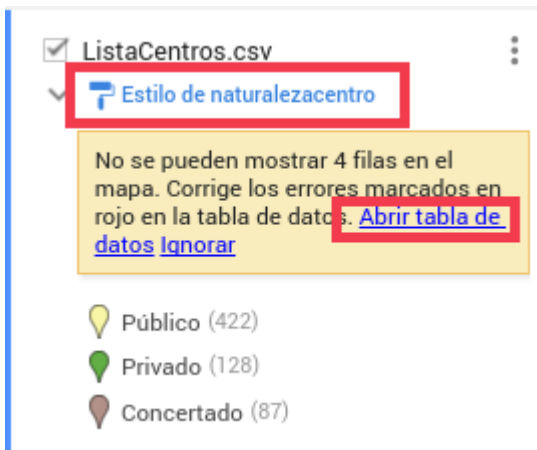 ListaCentros.csv
Estilo de naturalezacentro
No se pueden mostrar 4 filas en el
mapa. Corrige los errores marcados en
rojo en la tabla de datos. Abrir tabla de
datos Ignorar
Público (422)
Privado (128)
Concertado (87)